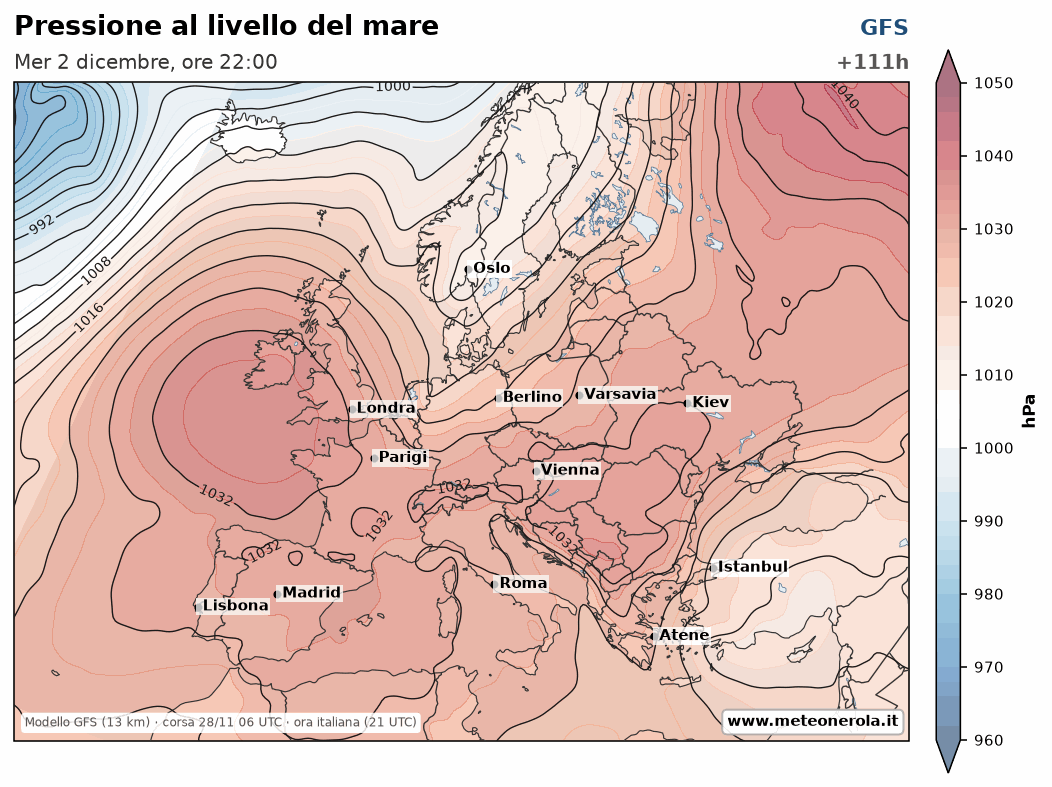 Pressione al livello del mare
GFS
Mer 2 dicembre, ore 22:00
+111h
1000
1040
992
1008
1016
Oslo
Londra
Berlino
Varsavia
Kiev
Parigi
Vienna
1032
1032
1032
1032
1032
Istanbul
Madrid
Roma
Lisbona
Atene
Modello GFS (13 km) · corsa 28/11 06 UTC · ora italiana (21 UTC)
www.meteonerola.it
1050
1040
1030
1020
1010
1000
990
980
970
960
hPa